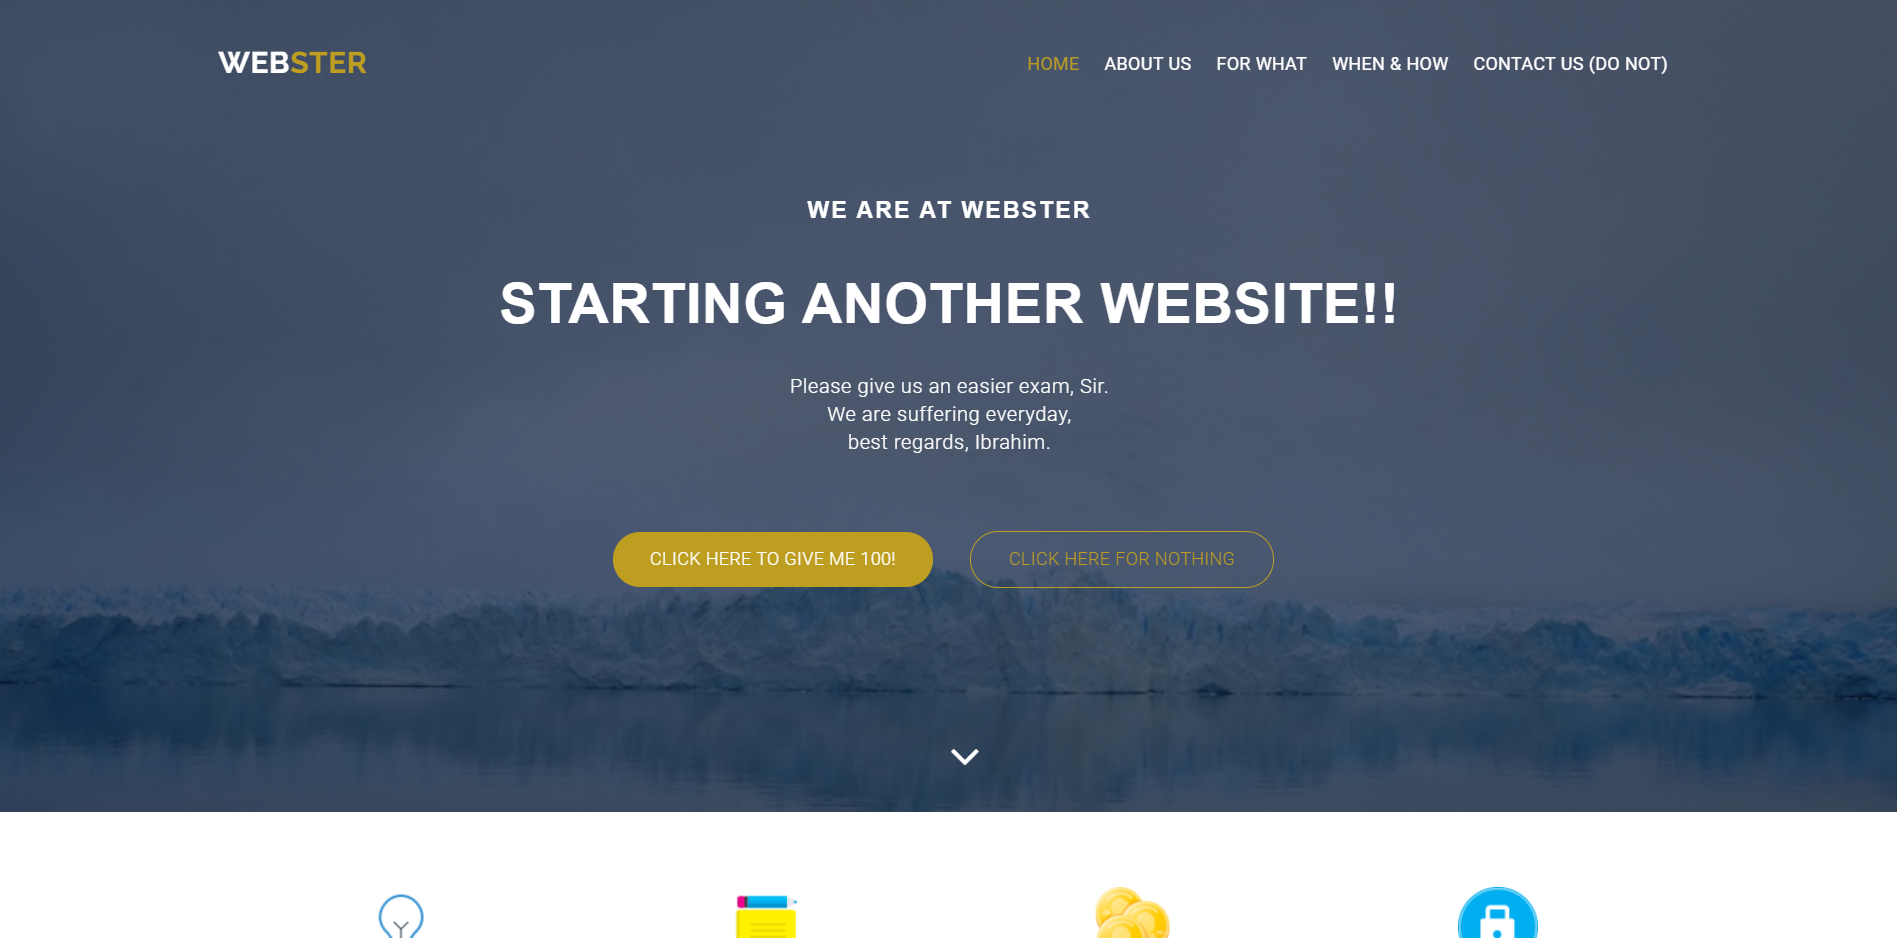 WEBSTER
HOME ABOUT US FOR WHAT WHEN & HOW CONTACT US (DO NOT)
WE ARE AT WEBSTER
STARTING ANOTHER WEBSITE!!
Please give us an easier exam, Sir.
We are suffering everyday,
best regards, Ibrahim.
CLICK HERE TO GIVE ME 100!
CLICK HERE FOR NOTHING